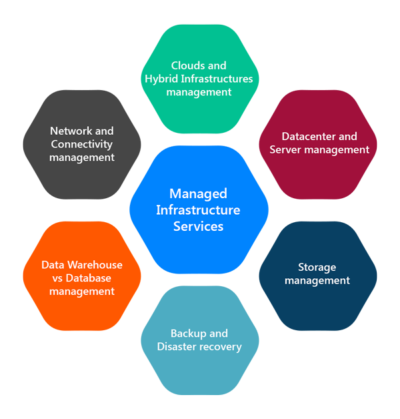 Clouds and
Hybrid Infrastructures
management
Network and
Connectivity
management
Datacenter and
Server management
Managed
Infrastructure
Services
Data Warehouse
vs Database
management
Storage
management
Backup and
Disaster recovery